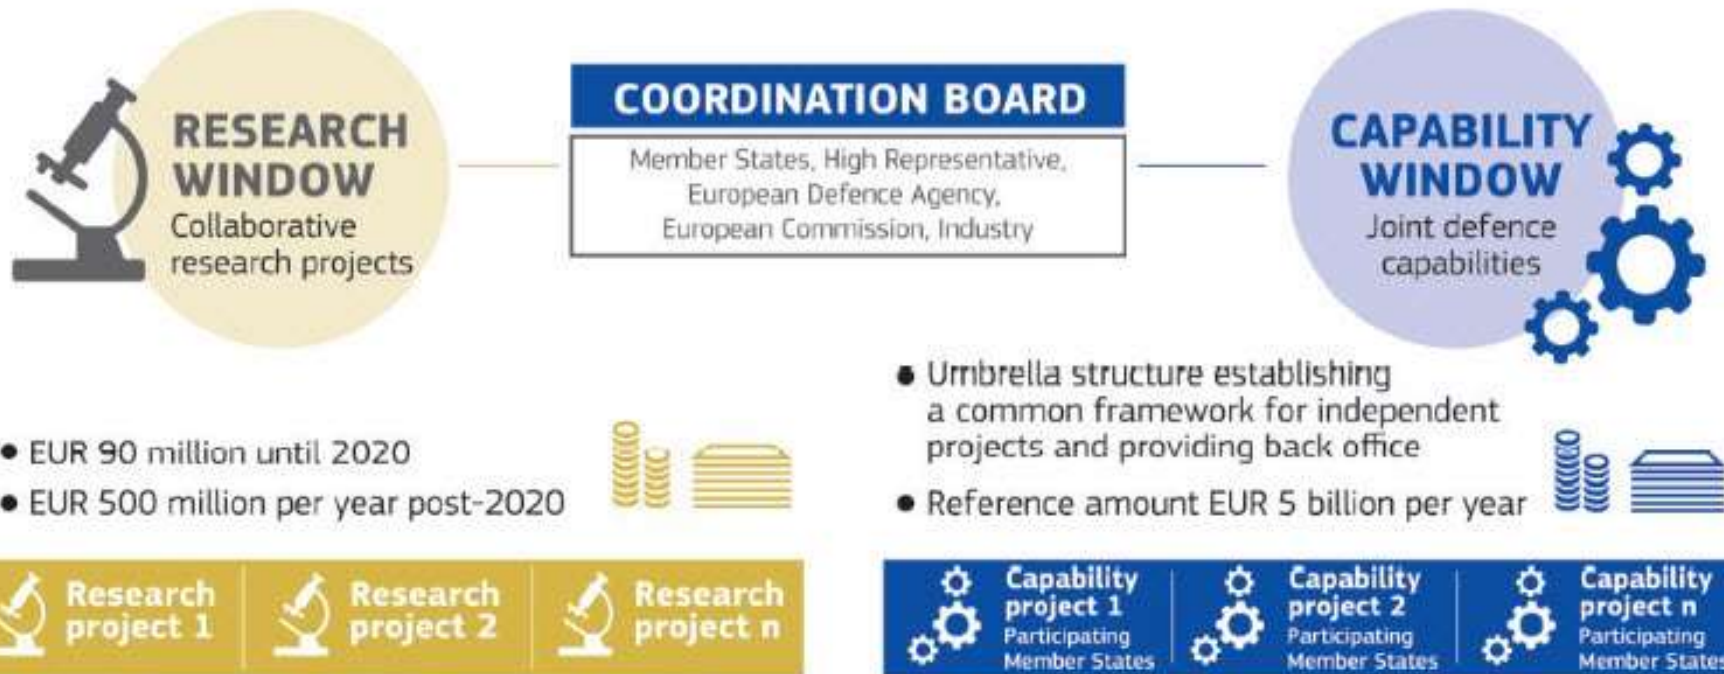 RESEARCH
WINDOW
Collaborative
research projects
COORDINATION BOARD
Member States, High Representative,
European Defence Agency,
European Commission, Industry
CAPABILITY
WINDOW
Joint defence
capabilities
• EUR 90 million until 2020
• EUR 500 million per year post-2020
• Umbrella structure establishing
a common framework for independent
projects and providing back office
• Reference amount EUR 5 billion per year
Research
project 1
Research
project 2
Research
project n
Capability
project 1
Participating
Member States
Capability
project 2
Participating
Member States
Capability
project n
Participating
Member States